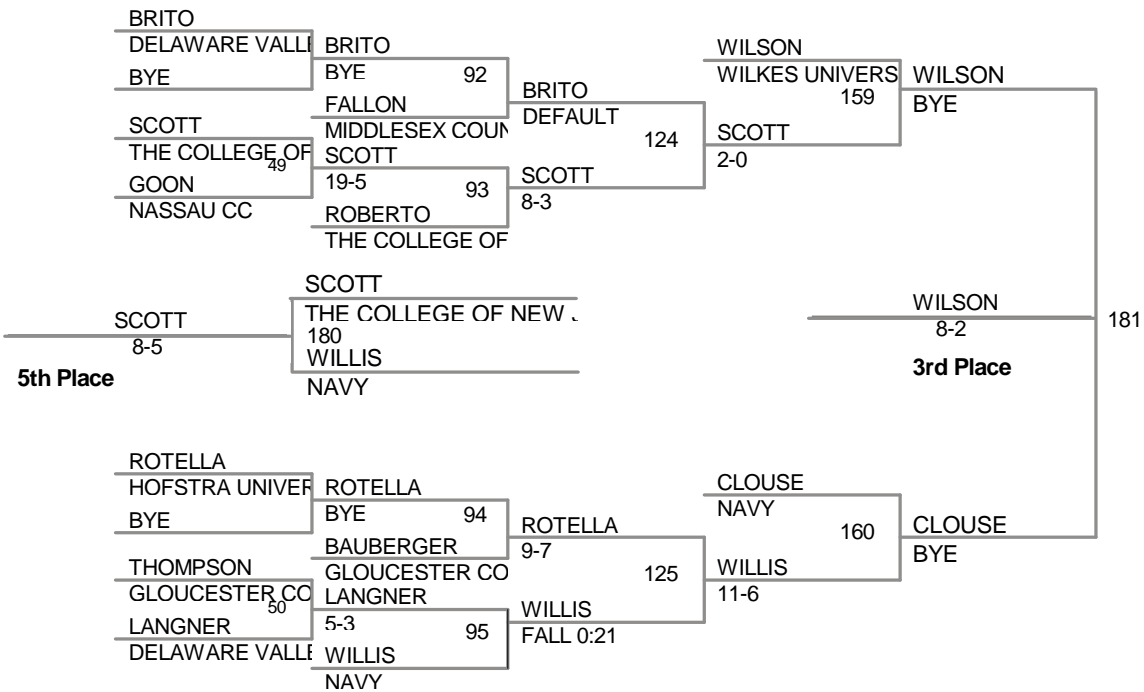 BRITO
DELAWARE VALLE
BYE
BRITO
BYE
92
FALLON
MIDDLESEX COUN
BRITO
DEFAULT
SCOTT
THE COLLEGE OF
49
GOON
NASSAU CC
SCOTT
19-5
93
ROBERTO
THE COLLEGE OF
SCOTT
8-3
124
SCOTT
2-0
WILSON
WILKES UNIVERS
159
WILSON
BYE
SCOTT
THE COLLEGE OF NEW J
180
WILLIS
NAVY
SCOTT
8-5
5th Place
WILSON
8-2
3rd Place
181
ROTELLA
HOFSTRA UNIVER
BYE
ROTELLA
BYE
94
BAUBERGER
GLOUCESTER CO
ROTELLA
9-7
THOMPSON
GLOUCESTER CO
50
LANGNER
DELAWARE VALLE
LANGNER
5-3
95
WILLIS
NAVY
WILLIS
FALL 0:21
125
WILLIS
11-6
CLOUSE
NAVY
160
CLOUSE
BYE